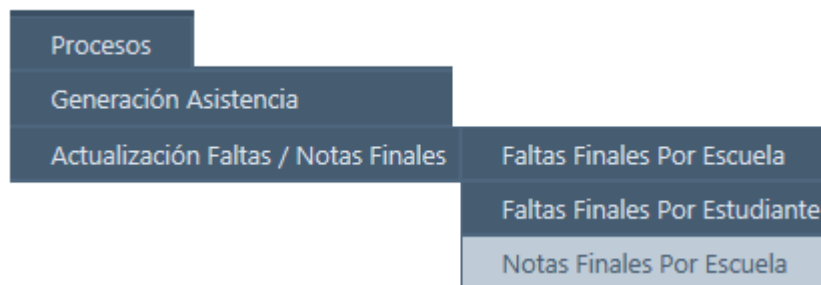 Procesos
Generación Asistencia
Actualización Faltas / Notas Finales
Faltas Finales Por Escuela
Faltas Finales Por Estudiante
Notas Finales Por Escuela